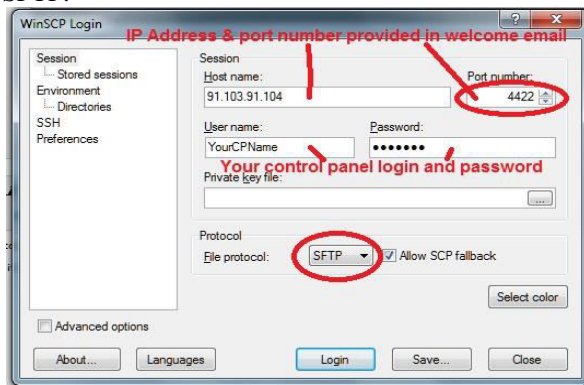 WinSCP Login
IP Address & port number provided in welcome email
Session
Stored sessions
Environment
Directories
SSH
Preferences
Session
Host name:
Port number:
91.103.91.104
4422
User name:
Password:
YourCPName
•••••••
Your control panel login and password
Private key file:
...
Protocol
File protocol:
SFTP
Allow SCP fallback
Select color
Advanced options
About...
Languages
Login
Save...
Close